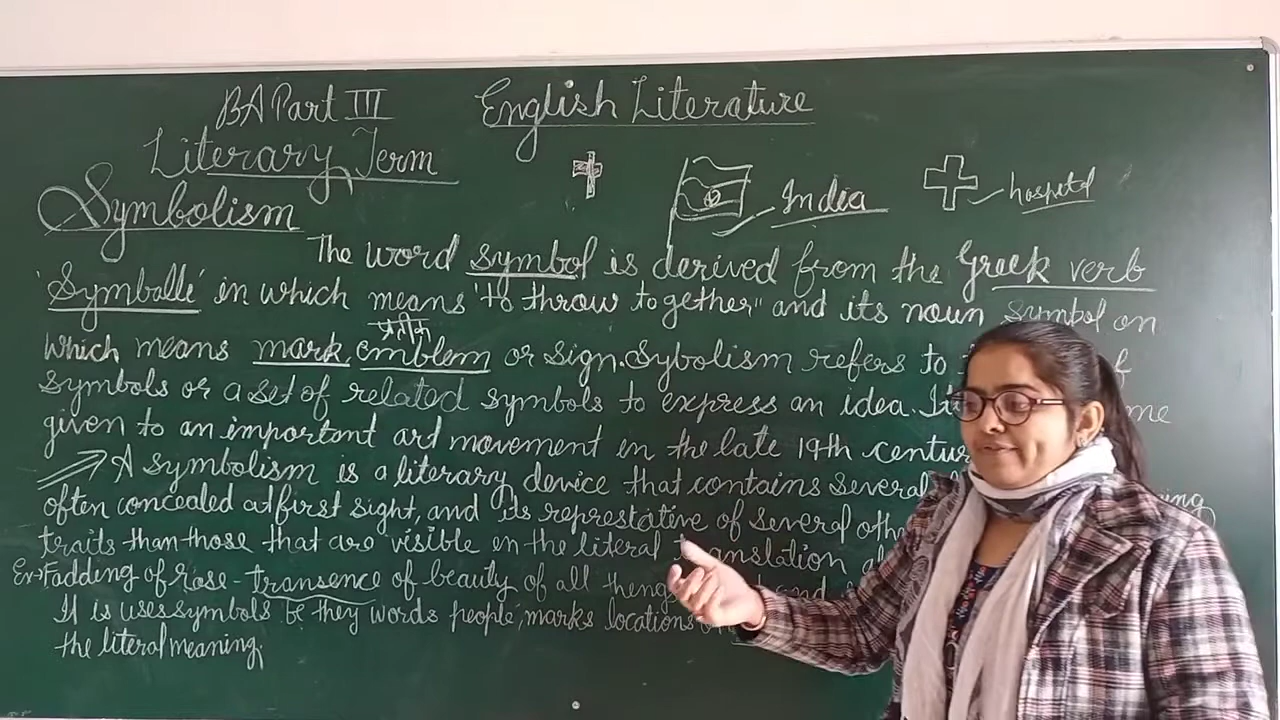 BA Part III English Literature
Literary Term
Symbolism
India
hospital
The word symbol is derived from the Greek verb
'Symballe' in which means "to throw together" and its noun symbol on
प्रतीक
which means mark, emblem or sign. Sybolism refers to
symbols or a set of related symbols to express an idea. It
given to an important art movement in the late 19th
A symbolism is a literary device that contains several
often concealed at first sight, and its represtative of several
traits than those that are visible in the literal translation
Ex→ Fadding of rose - transence of beauty of all
It is uses symbols be they words people, marks locations
the literal meaning.